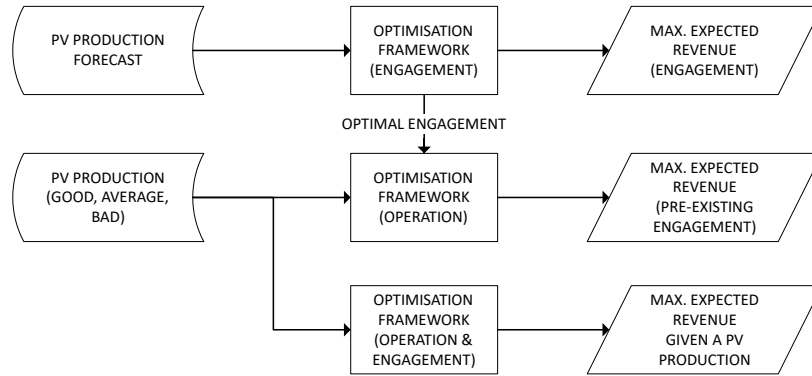 PV PRODUCTION
FORECAST
OPTIMISATION
FRAMEWORK
(ENGAGEMENT)
MAX. EXPECTED
REVENUE
(ENGAGEMENT)
OPTIMAL ENGAGEMENT
PV PRODUCTION
(GOOD, AVERAGE,
BAD)
OPTIMISATION
FRAMEWORK
(OPERATION)
MAX. EXPECTED
REVENUE
(PRE-EXISTING
ENGAGEMENT)
OPTIMISATION
FRAMEWORK
(OPERATION &
ENGAGEMENT)
MAX. EXPECTED
REVENUE
GIVEN A PV
PRODUCTION